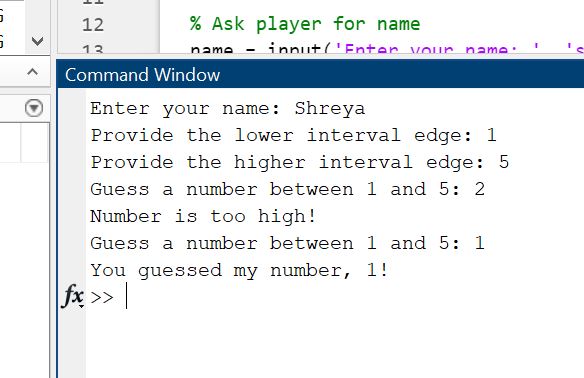 12 % Ask player for name
13 name = input('Enter your name: ', 's
Command Window
Enter your name: Shreya
Provide the lower interval edge: 1
Provide the higher interval edge: 5
Guess a number between 1 and 5: 2
Number is too high!
Guess a number between 1 and 5: 1
You guessed my number, 1!
fx >>